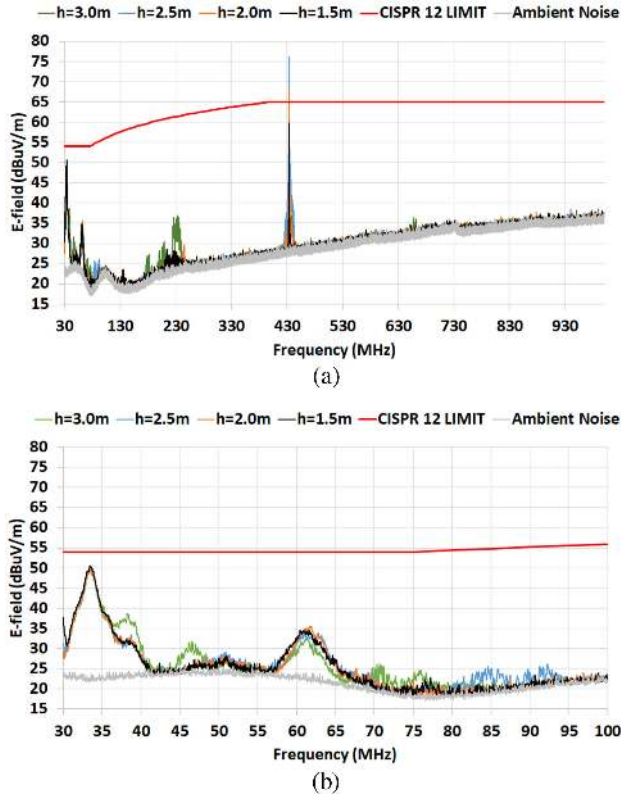 h=3.0m h=2.5m h=2.0m h=1.5m CISPR 12 LIMIT Ambient Noise
80
75
70
65
60
55
50
45
40
35
30
25
20
15
E-field (dBuV/m)
30 130 230 330 430 530 630 730 830 930
Frequency (MHz)
(a)
h=3.0m h=2.5m h=2.0m h=1.5m CISPR 12 LIMIT Ambient Noise
80
75
70
65
60
55
50
45
40
35
30
25
20
15
E-field (dBuV/m)
30 35 40 45 50 55 60 65 70 75 80 85 90 95 100
Frequency (MHz)
(b)